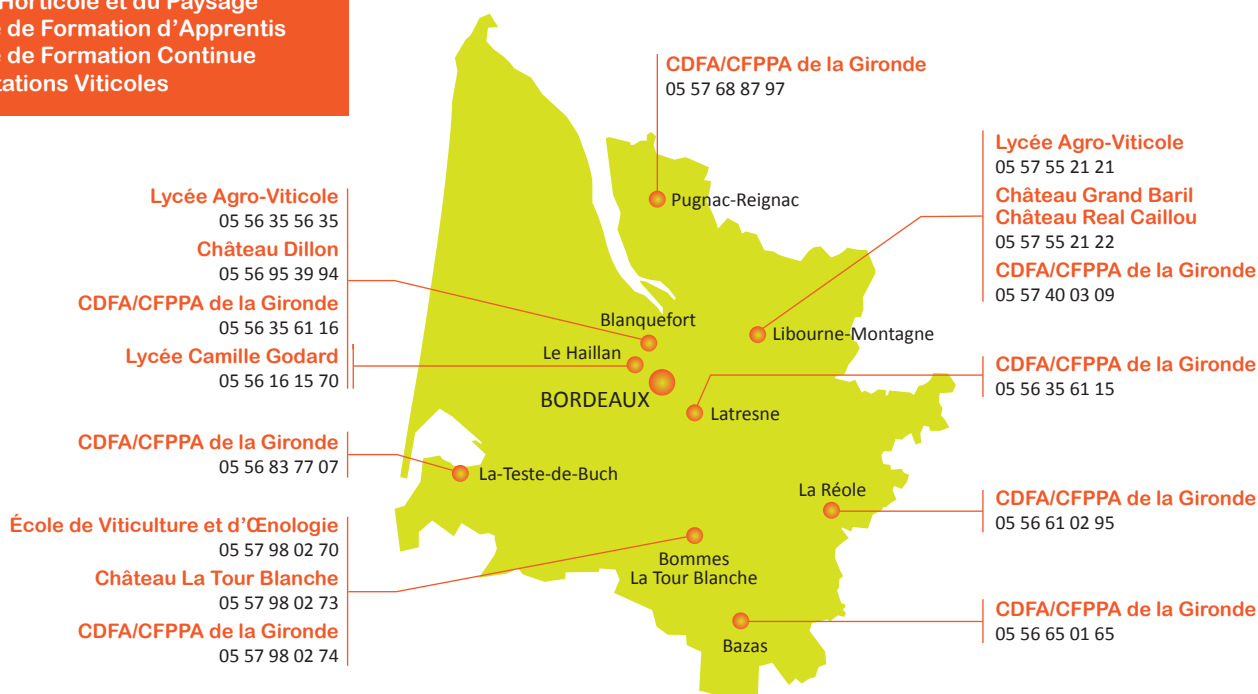 Horticole et du Paysage
de Formation d'Apprentis
de Formation Continue
Viticoles
CDFA/CFPPA de la Gironde
05 57 68 87 97
Lycée Agro-Viticole
05 57 55 21 21
Château Grand Baril
Château Real Caillou
05 57 55 21 22
CDFA/CFPPA de la Gironde
05 57 40 03 09
Lycée Agro-Viticole
05 56 35 56 35
Château Dillon
05 56 95 39 94
CDFA/CFPPA de la Gironde
05 56 35 61 16
Lycée Camille Godard
05 56 16 15 70
Pugnac-Reignac
Blanquefort
Libourne-Montagne
Le Haillan
BORDEAUX
Latresne
CDFA/CFPPA de la Gironde
05 56 35 61 15
CDFA/CFPPA de la Gironde
05 56 83 77 07
La-Teste-de-Buch
La Réole
CDFA/CFPPA de la Gironde
05 56 61 02 95
École de Viticulture et d'Œnologie
05 57 98 02 70
Château La Tour Blanche
05 57 98 02 73
CDFA/CFPPA de la Gironde
05 57 98 02 74
Bommes
La Tour Blanche
Bazas
CDFA/CFPPA de la Gironde
05 56 65 01 65